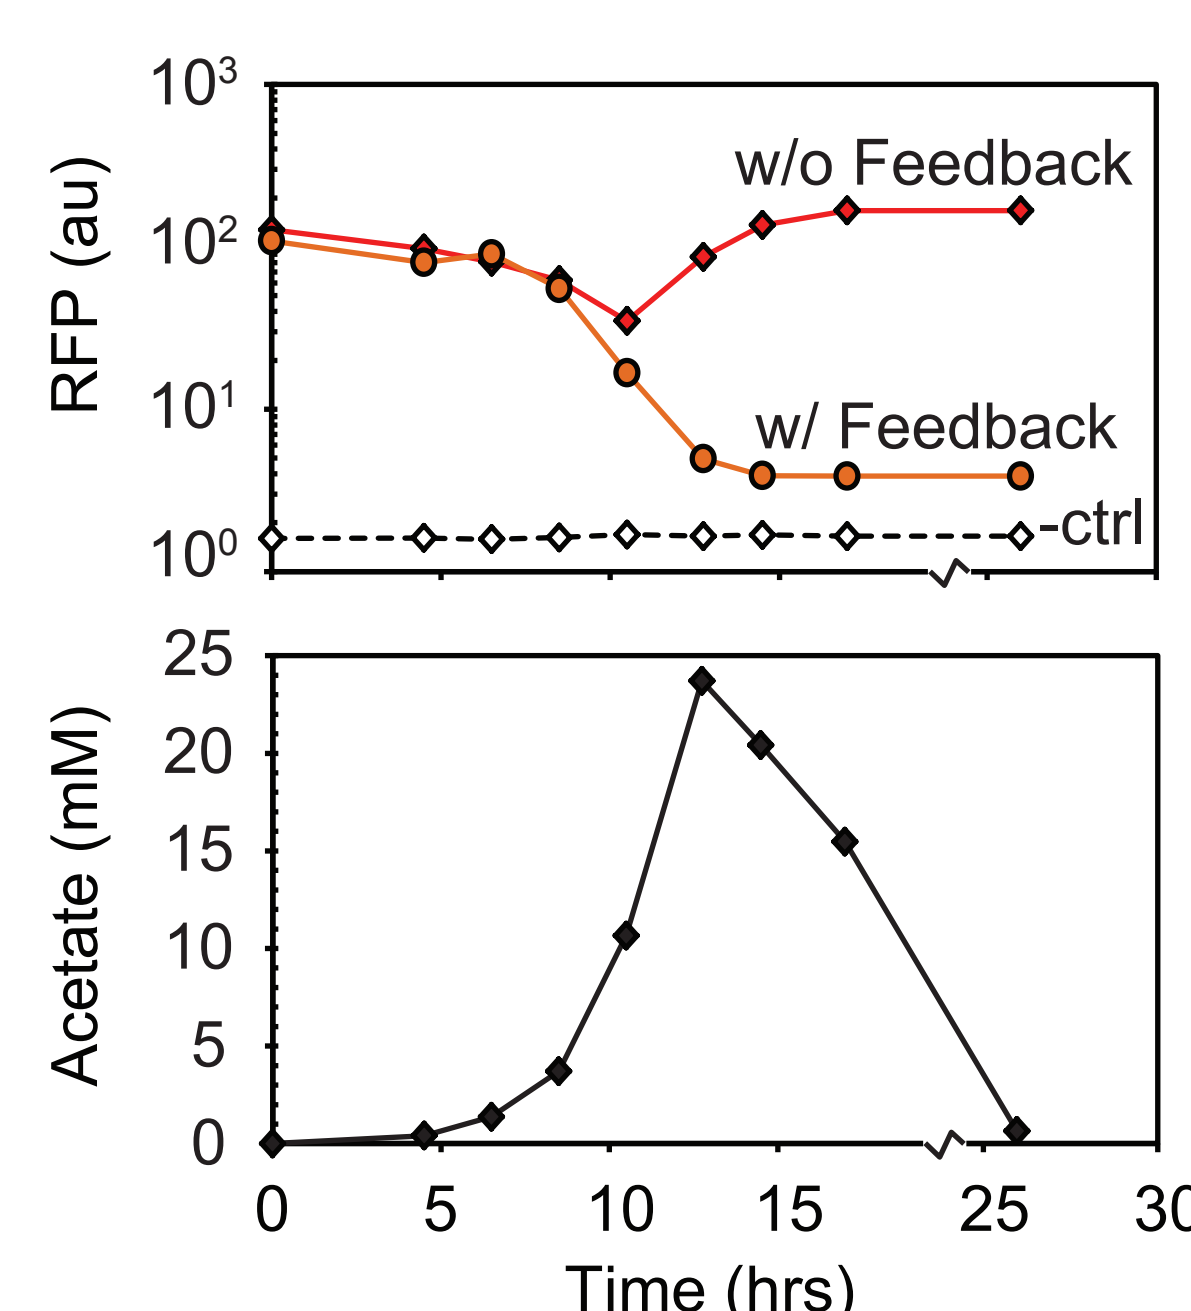 10³
w/o Feedback
10²
RFP (au)
10¹
w/ Feedback
-ctrl
10⁰
25
20
15
Acetate (mM)
10
5
0
0 5 10 15 25 30
Time (hrs)